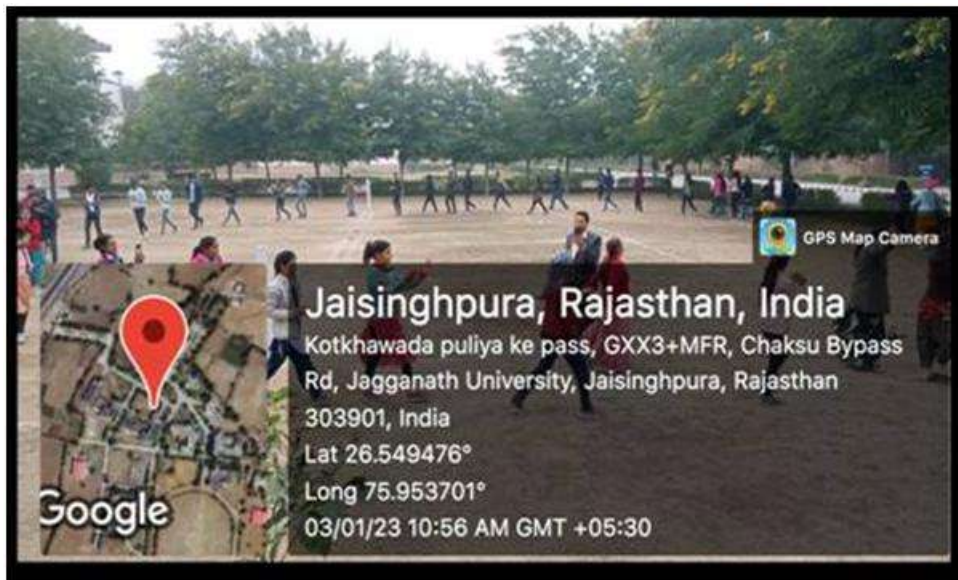 GPS Map Camera
Jaisinghpura, Rajasthan, India
Kotkhawada puliya ke pass, GXX3+MFR, Chaksu Bypass
Rd, Jagganath University, Jaisinghpura, Rajasthan
303901, India
Lat 26.549476°
Long 75.953701°
03/01/23 10:56 AM GMT +05:30
Google